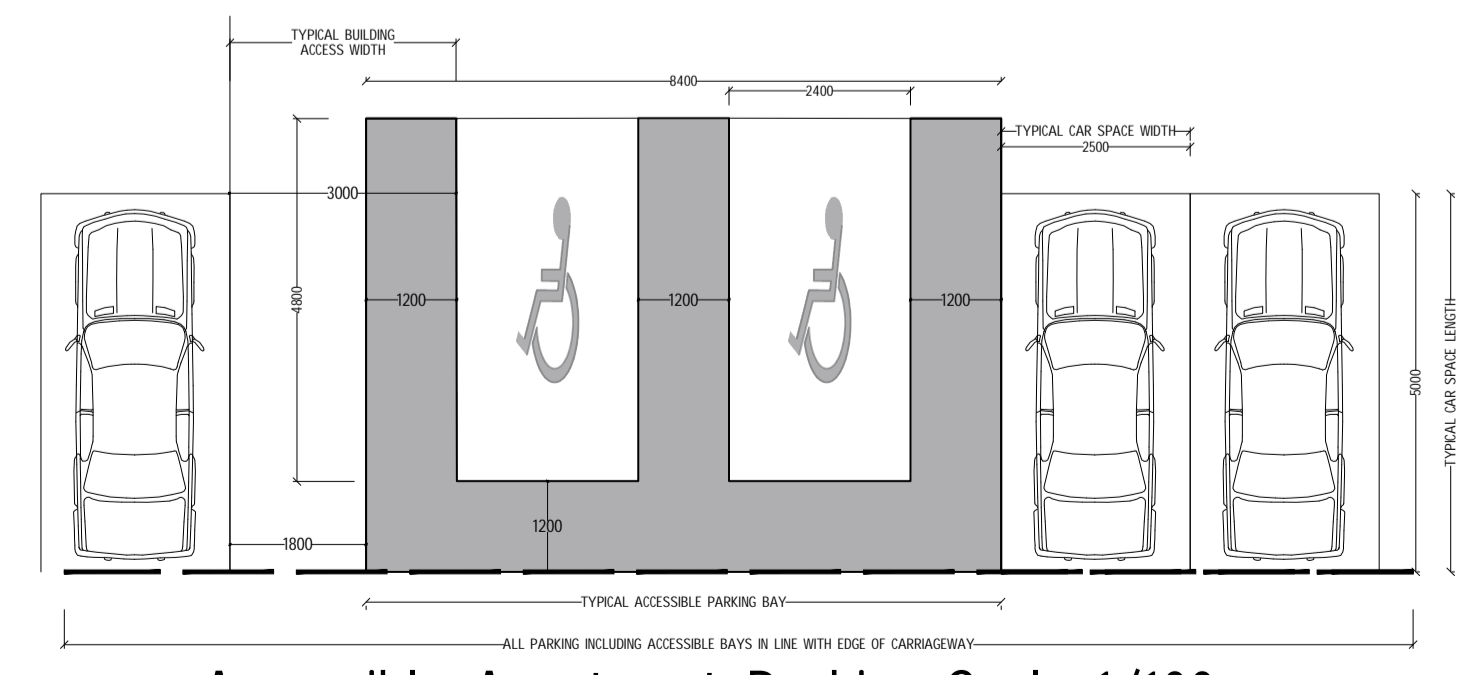 TYPICAL BUILDING
ACCESS WIDTH
8400
2400
TYPICAL CAR SPACE WIDTH
2500
3000
4800
1200
1200
1200
5000
TYPICAL CAR SPACE LENGTH
1200
1800
TYPICAL ACCESSIBLE PARKING BAY
ALL PARKING INCLUDING ACCESSIBLE BAYS IN LINE WITH EDGE OF CARRIAGEWAY